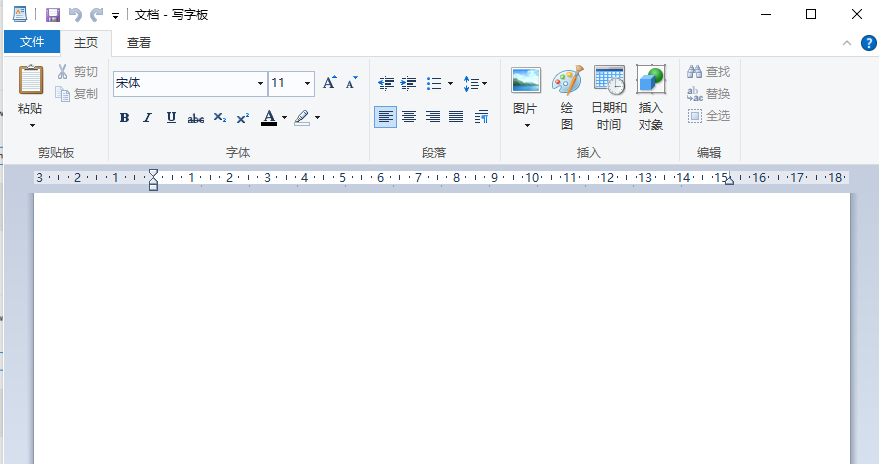 文档 - 写字板
文件 主页 查看
粘贴
剪切
复制
剪贴板
宋体 11
B I U abc X₂ X²
A
字体
段落
图片
绘图
日期和时间
插入对象
插入
查找
替换
全选
编辑
3 2 1 1 2 3 4 5 6 7 8 9 10 11 12 13 14 15 16 17 18